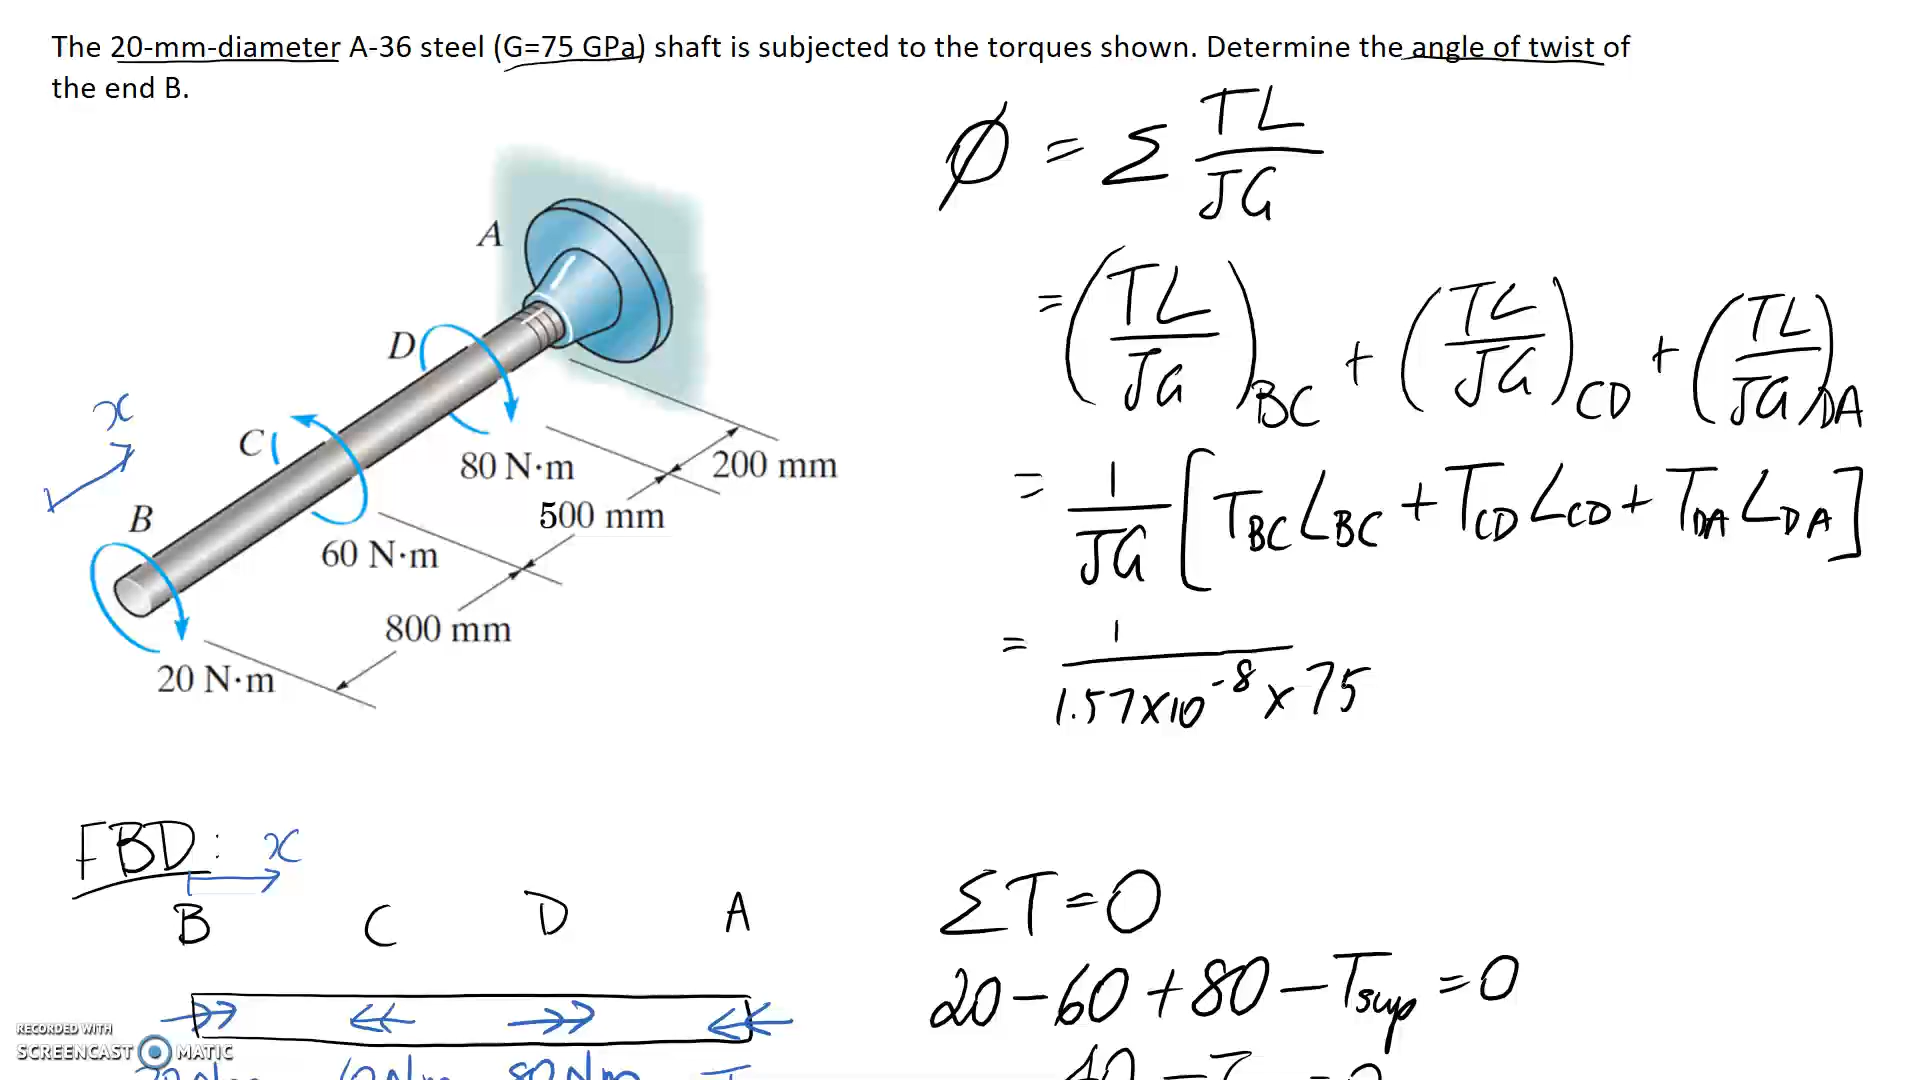 The 20-mm-diameter A-36 steel (G=75 GPa) shaft is subjected to the torques shown. Determine the angle of twist of
the end B.
A
D
C
B
x
80 N·m
200 mm
500 mm
60 N·m
800 mm
20 N·m
Ø = Σ TL/JG
= (TL/JG)BC + (TL/JG)CD + (TL/JG)DA
= 1/JG [TBC LBC + TCD LCD + TDA LDA]
= 1/1.57×10⁻⁸ × 75
FBD: x
B C D A
ΣT=0
20-60+80-Tsup=0
RECORDED WITH
SCREENCAST MATIC